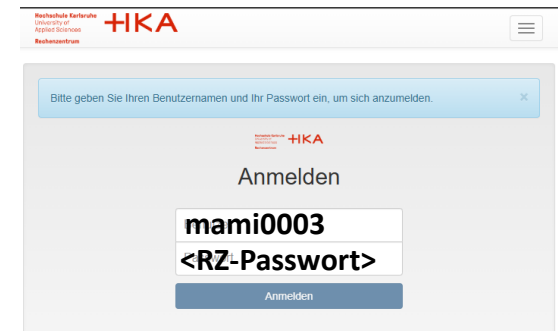 Hochschule Karlsruhe
University of
Applied Sciences
Rechenzentrum
HKA
Bitte geben Sie Ihren Benutzernamen und Ihr Passwort ein, um sich anzumelden. ×
HKA
Anmelden
mami0003
<RZ-Passwort>
Anmelden